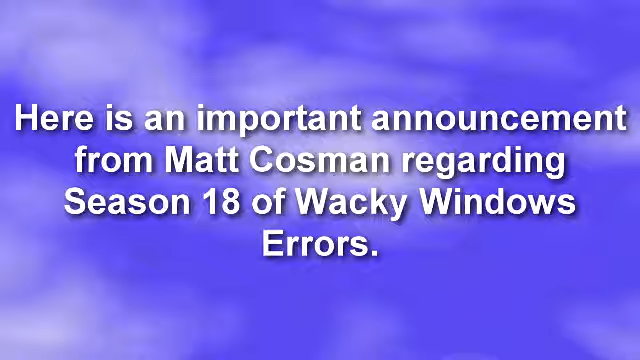 Here is an important announcement
from Matt Cosman regarding
Season 18 of Wacky Windows
Errors.